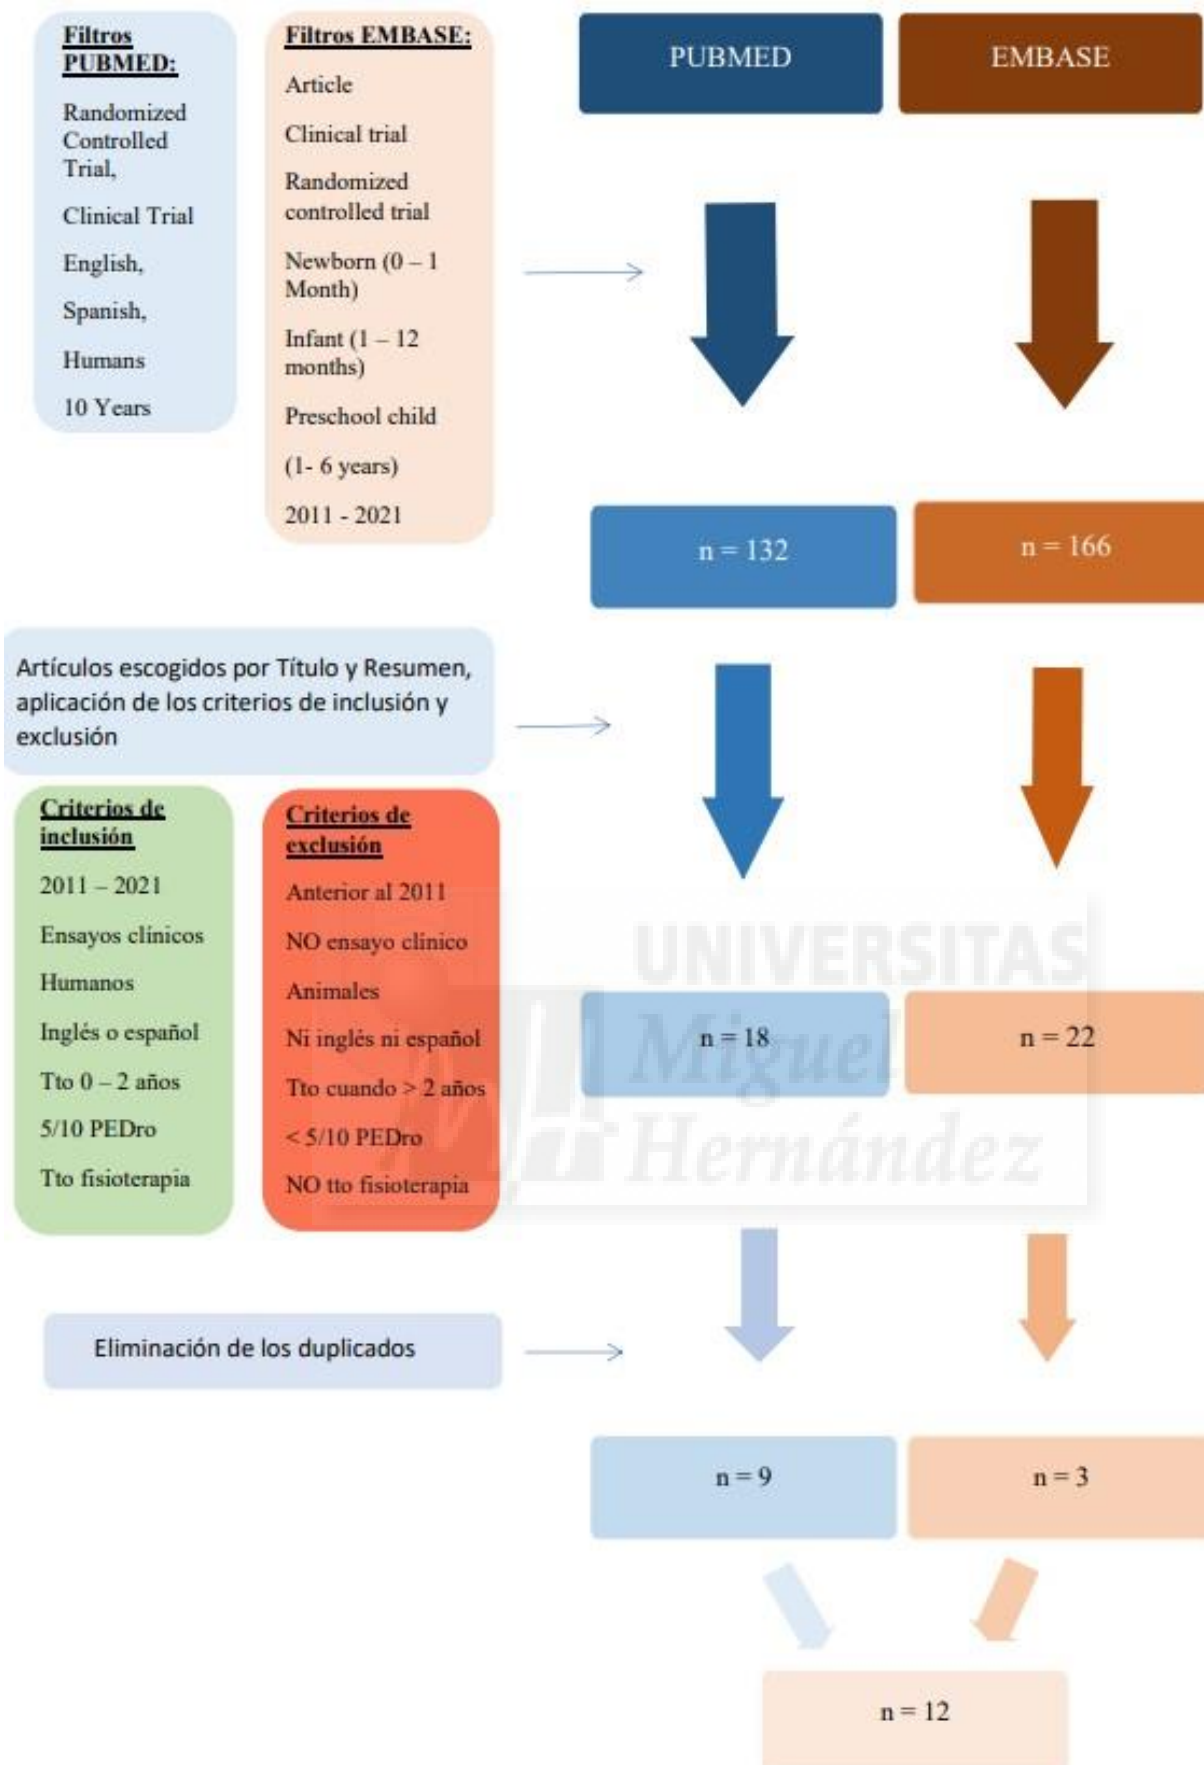 Filtros
PUBMED:
Randomized
Controlled
Trial,
Clinical Trial
English,
Spanish,
Humans
10 Years
Filtros EMBASE:
Article
Clinical trial
Randomized
controlled trial
Newborn (0 – 1
Month)
Infant (1 – 12
months)
Preschool child
(1- 6 years)
2011 - 2021
PUBMED
EMBASE
n = 132
n = 166
Artículos escogidos por Título y Resumen,
aplicación de los criterios de inclusión y
exclusión
Criterios de
inclusión
2011 – 2021
Ensayos clínicos
Humanos
Inglés o español
Tto 0 – 2 años
5/10 PEDro
Tto fisioterapia
Criterios de
exclusión
Anterior al 2011
NO ensayo clínico
Animales
Ni inglés ni español
Tto cuando > 2 años
< 5/10 PEDro
NO tto fisioterapia
UNIVERSITAS
Miguel
Hernández
n = 18
n = 22
Eliminación de los duplicados
n = 9
n = 3
n = 12